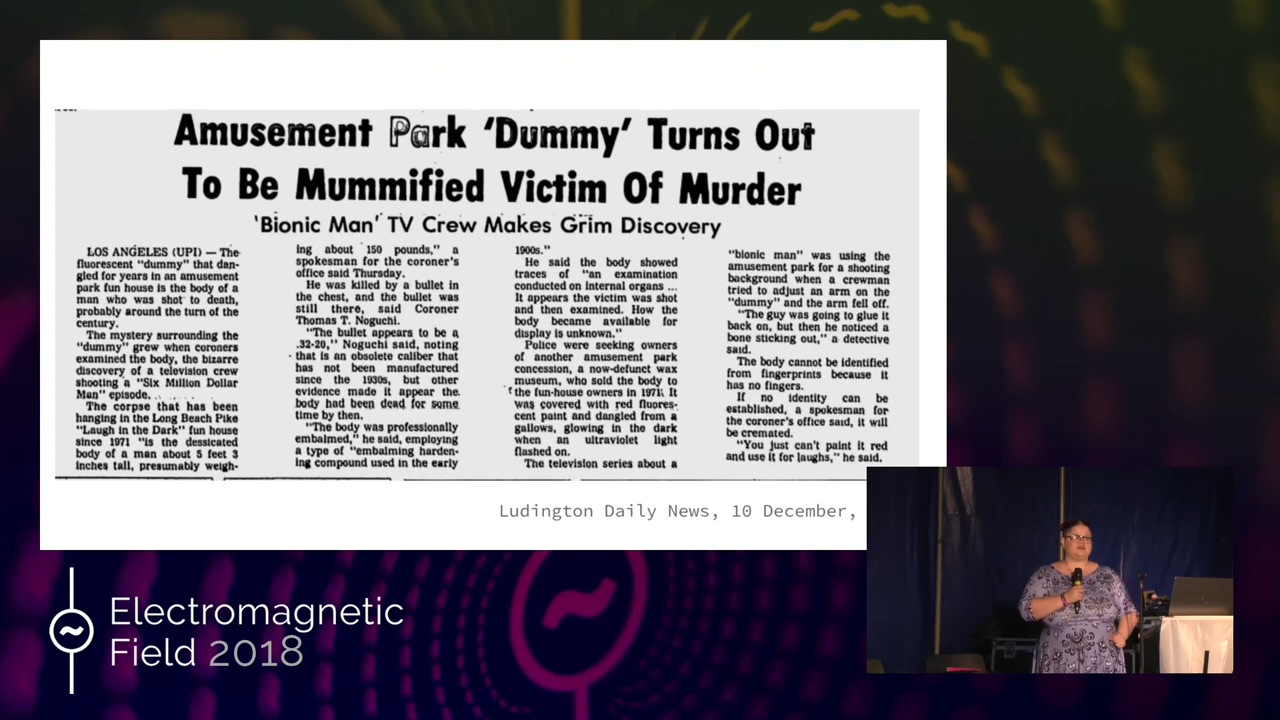 Amusement Park 'Dummy' Turns Out
To Be Mummified Victim Of Murder
'Bionic Man' TV Crew Makes Grim Discovery
LOS ANGELES (UPI) — The
fluorescent "dummy" that dan-
gled for years in an amusement
park fun house is the body of a
man who was shot to death,
probably around the turn of the
century.
The mystery surrounding the
"dummy" grew when coroners
examined the body, the bizarre
discovery of a television crew
shooting a "Six Million Dollar
Man" episode.
The corpse that has been
hanging in the Long Beach Pike
"Laugh in the Dark" fun house
since 1971 "is the dessicated
body of a man about 5 feet 3
inches tall, presumably weigh-
ing about 150 pounds," a
spokesman for the coroner's
office said Thursday.
He was killed by a bullet in
the chest, and the bullet was
still there, said Coroner
Thomas T. Noguchi.
"The bullet appears to be a
.32-20," Noguchi said, noting
that is an obsolete caliber that
has not been manufactured
since the 1930s, but other
evidence made it appear the
body had been dead for some
time by then.
"The body was professionally
embalmed," he said, employing
a type of "embalming harden-
ing compound used in the early
1900s."
He said the body showed
traces of "an examination
conducted on internal organs ...
It appears the victim was shot
and then examined. How the
body became available for
display is unknown."
Police were seeking owners
of another amusement park
concession, a now-defunct wax
museum, who sold the body to
the fun-house owners in 1971. It
was covered with red fluores-
cent paint and dangled from a
gallows, glowing in the dark
when an ultraviolet light
flashed on.
The television series about a
"bionic man" was using the
amusement park for a shooting
background when a crewman
tried to adjust an arm on the
"dummy" and the arm fell off.
"The guy was going to glue it
back on, but then he noticed a
bone sticking out," a detective
said.
The body cannot be identified
from fingerprints because it
has no fingers.
If no identity can be
established, a spokesman for
the coroner's office said, it will
be cremated.
"You just can't paint it red
and use it for laughs," he said.
Ludington Daily News, 10 December,
Electromagnetic
Field 2018